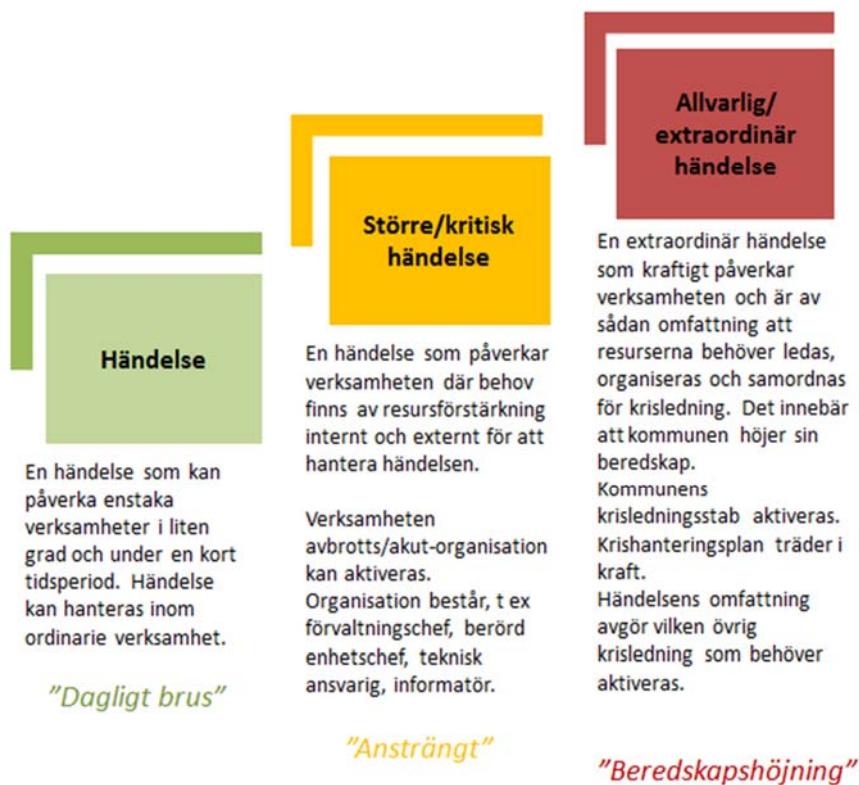 Händelse
En händelse som kan
påverka enstaka
verksamheter i liten
grad och under en kort
tidsperiod. Händelse
kan hanteras inom
ordinarie verksamhet.
"Dagligt brus"
Större/kritisk
händelse
En händelse som påverkar
verksamheten där behov
finns av resursförstärkning
internt och externt för att
hantera händelsen.
Verksamheten
avbrotts/akut-organisation
kan aktiveras.
Organisation består, t ex
förvaltningschef, berörd
enhetschef, teknisk
ansvarig, informatör.
"Ansträngt"
Allvarlig/
extraordinär
händelse
En extraordinär händelse
som kraftigt påverkar
verksamheten och är av
sådan omfattning att
resurserna behöver ledas,
organiseras och samordnas
för krisledning. Det innebär
att kommunen höjer sin
beredskap.
Kommunens
krisledningsstab aktiveras.
Krishanteringsplan träder i
kraft.
Händelsens omfattning
avgör vilken övrig
krisledning som behöver
aktiveras.
"Beredskapshöjning"